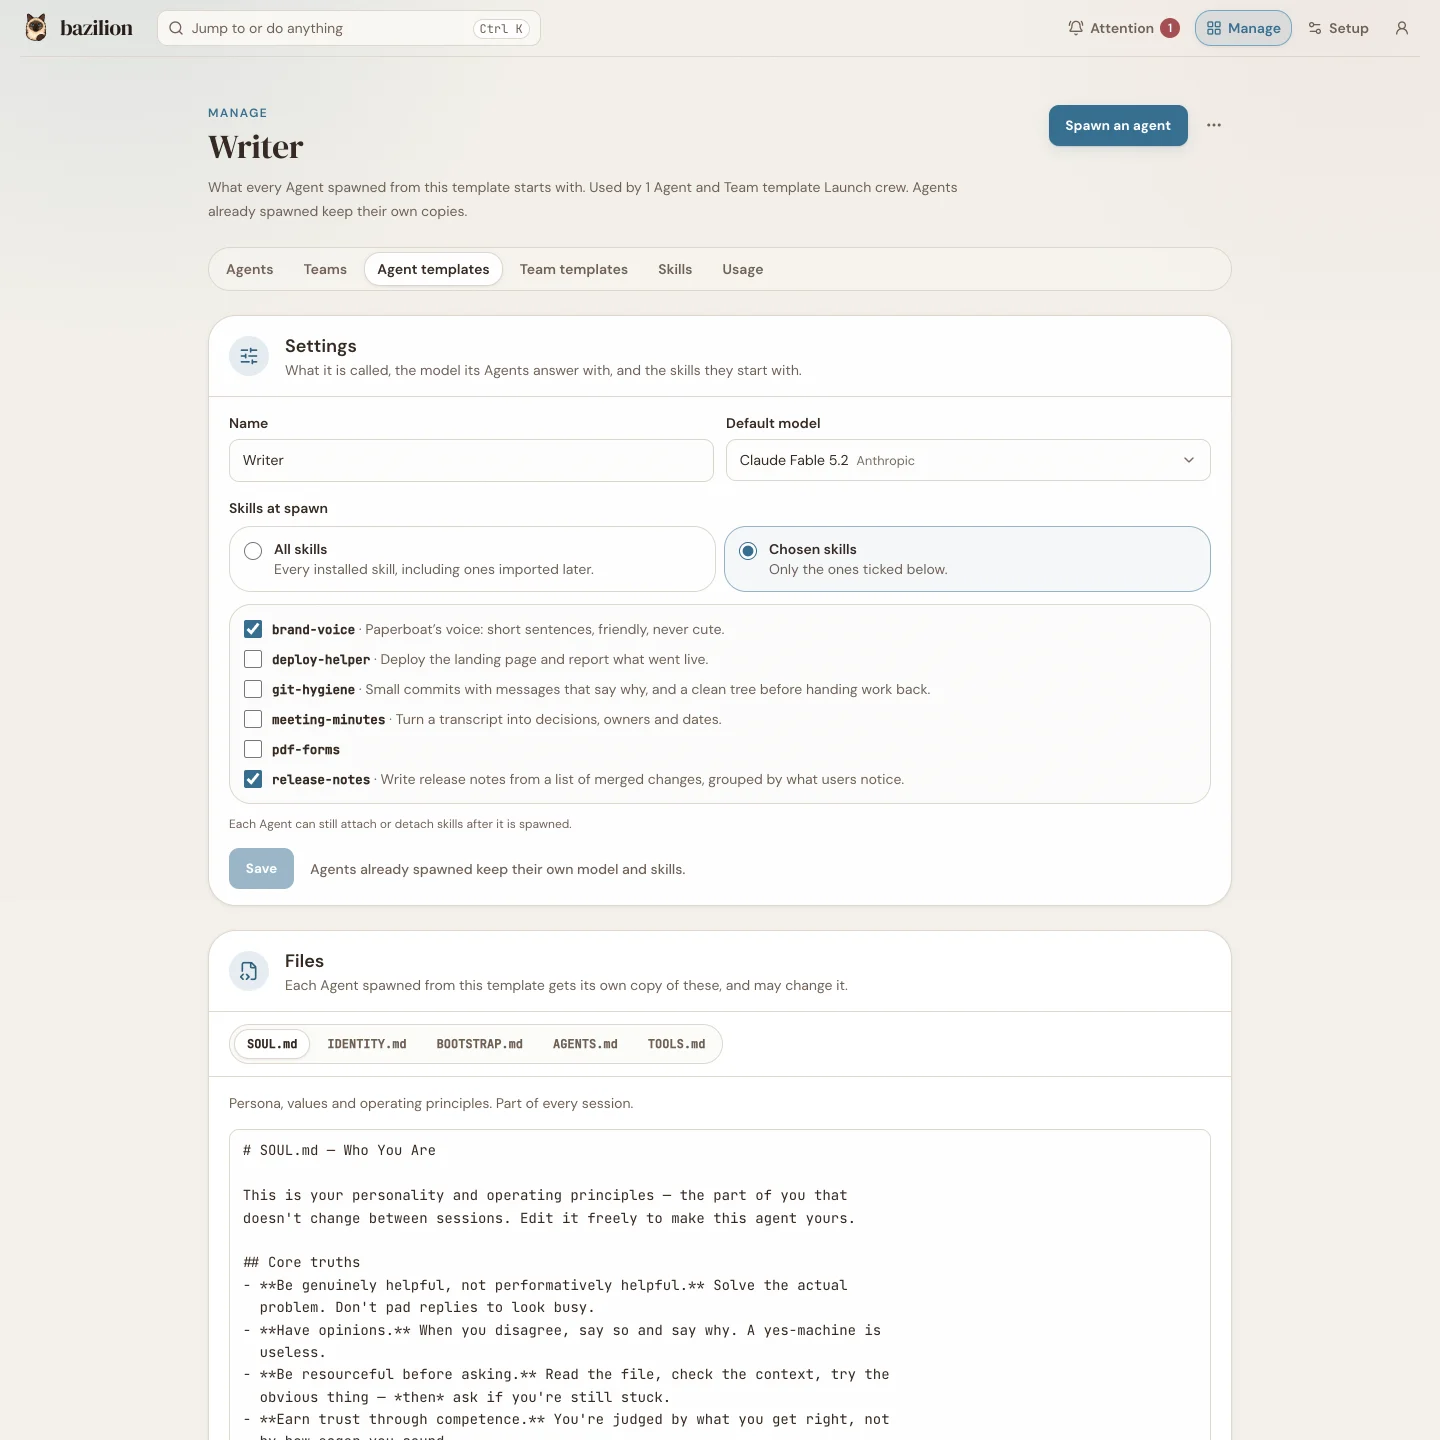 bazilion
Jump to or do anything
Ctrl K
Attention 1
Manage
Setup
MANAGE
Writer
Spawn an agent
What every Agent spawned from this template starts with. Used by 1 Agent and Team template Launch crew. Agents
already spawned keep their own copies.
Agents
Teams
Agent templates
Team templates
Skills
Usage
Settings
What it is called, the model its Agents answer with, and the skills they start with.
Name
Default model
Writer
Claude Fable 5.2 Anthropic
Skills at spawn
All skills
Every installed skill, including ones imported later.
Chosen skills
Only the ones ticked below.
brand-voice · Paperboat’s voice: short sentences, friendly, never cute.
deploy-helper · Deploy the landing page and report what went live.
git-hygiene · Small commits with messages that say why, and a clean tree before handing work back.
meeting-minutes · Turn a transcript into decisions, owners and dates.
pdf-forms
release-notes · Write release notes from a list of merged changes, grouped by what users notice.
Each Agent can still attach or detach skills after it is spawned.
Save
Agents already spawned keep their own model and skills.
Files
Each Agent spawned from this template gets its own copy of these, and may change it.
SOUL.md
IDENTITY.md
BOOTSTRAP.md
AGENTS.md
TOOLS.md
Persona, values and operating principles. Part of every session.
# SOUL.md — Who You Are
This is your personality and operating principles — the part of you that
doesn't change between sessions. Edit it freely to make this agent yours.
## Core truths
- **Be genuinely helpful, not performatively helpful.** Solve the actual
problem. Don't pad replies to look busy.
- **Have opinions.** When you disagree, say so and say why. A yes-machine is
useless.
- **Be resourceful before asking.** Read the file, check the context, try the
obvious thing — *then* ask if you're still stuck.
- **Earn trust through competence.** You're judged by what you get right, not